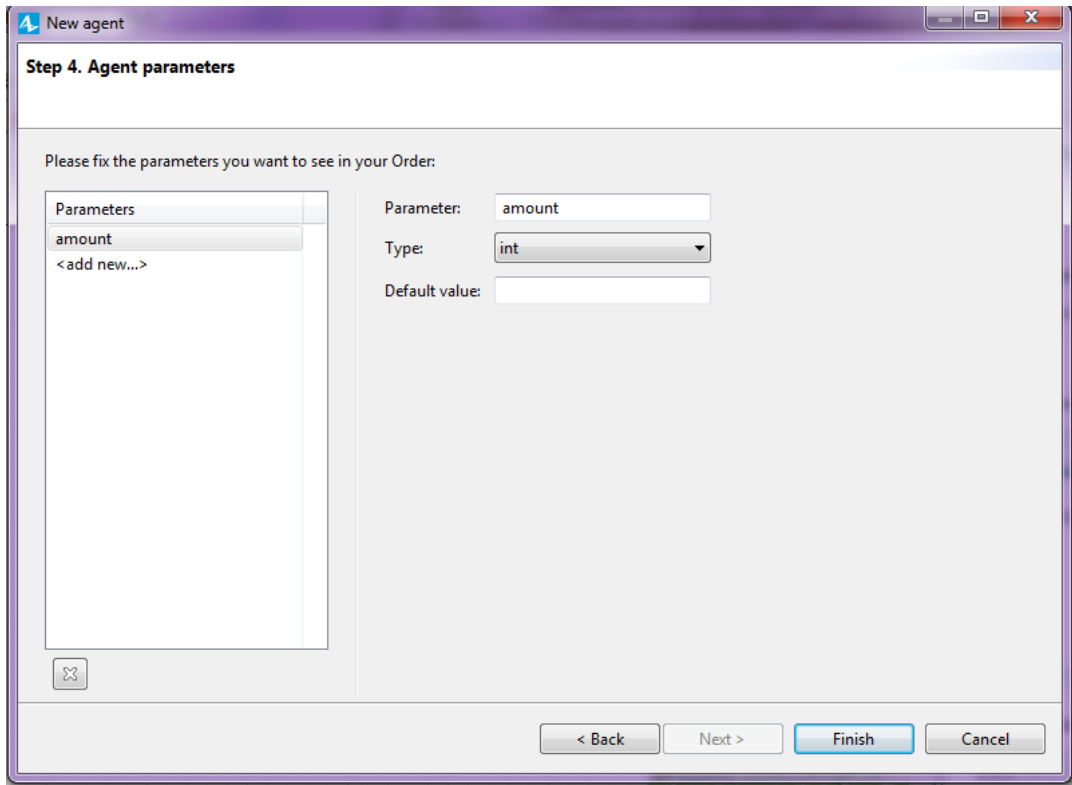 New agent
Step 4. Agent parameters
Please fix the parameters you want to see in your Order:
Parameters
amount
<add new...>
Parameter: amount
Type: int
Default value:
< Back Next > Finish Cancel